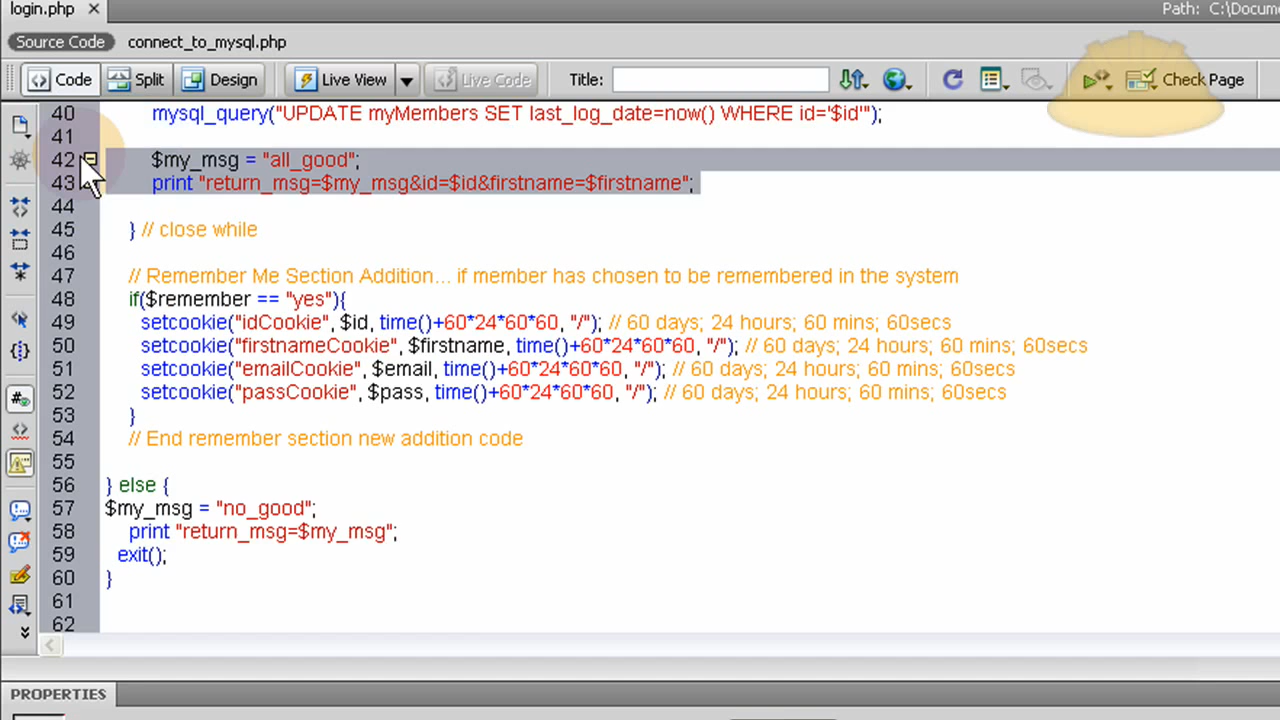 login.php ×
Path: C:\Docume
Source Code connect_to_mysql.php
Code Split Design Live View Live Code Title: Check Page
40 mysql_query("UPDATE myMembers SET last_log_date=now() WHERE id='$id'");
41
42 $my_msg = "all_good";
43 print "return_msg=$my_msg&id=$id&firstname=$firstname";
44
45 } // close while
46
47 // Remember Me Section Addition... if member has chosen to be remembered in the system
48 if($remember == "yes"){
49 setcookie("idCookie", $id, time()+60*24*60*60, "/"); // 60 days; 24 hours; 60 mins; 60secs
50 setcookie("firstnameCookie", $firstname, time()+60*24*60*60, "/"); // 60 days; 24 hours; 60 mins; 60secs
51 setcookie("emailCookie", $email, time()+60*24*60*60, "/"); // 60 days; 24 hours; 60 mins; 60secs
52 setcookie("passCookie", $pass, time()+60*24*60*60, "/"); // 60 days; 24 hours; 60 mins; 60secs
53 }
54 // End remember section new addition code
55
56 } else {
57 $my_msg = "no_good";
58 print "return_msg=$my_msg";
59 exit();
60 }
61
62
PROPERTIES